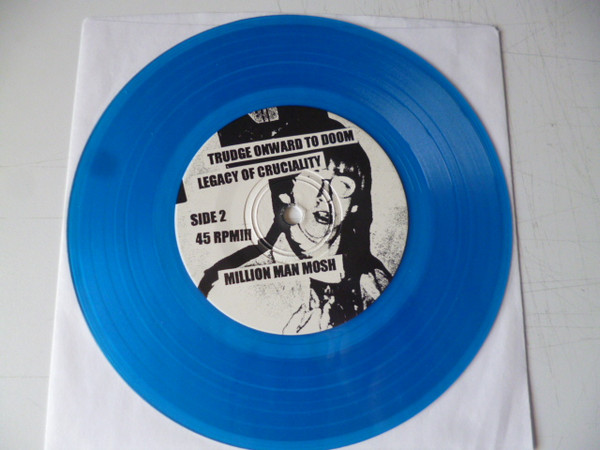 TRUDGE ONWARD TO DOOM
LEGACY OF CRUCIALITY
SIDE 2
45 RPM!!!
MILLION MAN MOSH